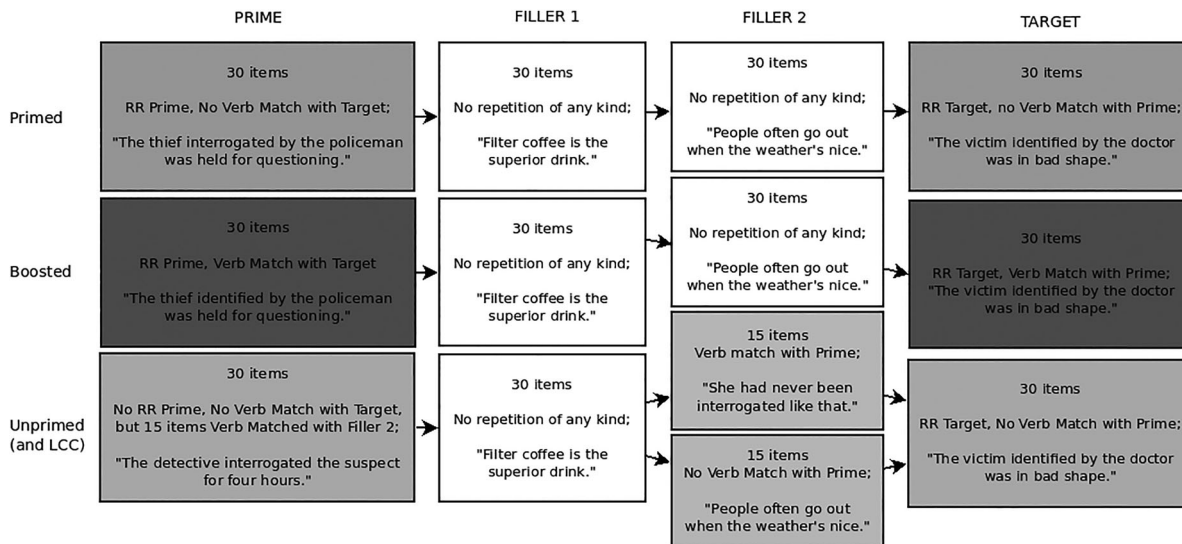 PRIME
FILLER 1
FILLER 2
TARGET
Primed
30 items
RR Prime, No Verb Match with Target;
"The thief interrogated by the policeman
was held for questioning."
30 items
No repetition of any kind;
"Filter coffee is the
superior drink."
30 items
No repetition of any kind;
"People often go out
when the weather's nice."
30 items
RR Target, no Verb Match with Prime;
"The victim identified by the doctor
was in bad shape."
Boosted
30 items
RR Prime, Verb Match with Target
"The thief identified by the policeman
was held for questioning."
30 items
No repetition of any kind;
"Filter coffee is the
superior drink."
30 items
No repetition of any kind;
"People often go out
when the weather's nice."
30 items
RR Target, Verb Match with Prime;
"The victim identified by the doctor
was in bad shape."
Unprimed
(and LCC)
30 items
No RR Prime, No Verb Match with Target,
but 15 items Verb Matched with Filler 2;
"The detective interrogated the suspect
for four hours."
30 items
No repetition of any kind;
"Filter coffee is the
superior drink."
15 items
Verb match with Prime;
"She had never been
interrogated like that."
15 items
No Verb Match with Prime;
"People often go out
when the weather's nice."
30 items
RR Target, No Verb Match with Prime;
"The victim identified by the doctor
was in bad shape."